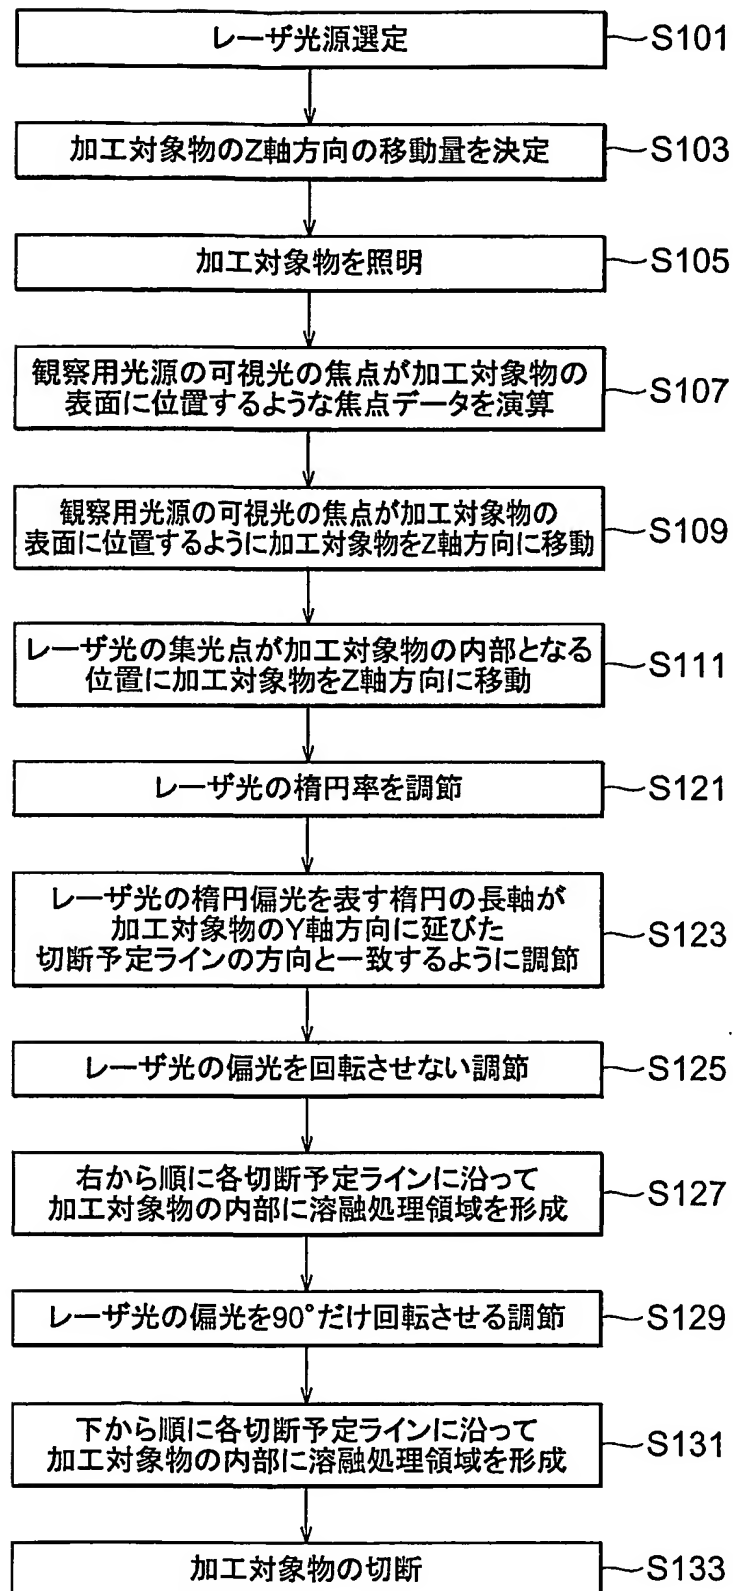 レーザ光源選定
S101
加工対象物のZ軸方向の移動量を決定
S103
加工対象物を照明
S105
観察用光源の可視光の焦点が加工対象物の
表面に位置するような焦点データを演算
S107
観察用光源の可視光の焦点が加工対象物の
表面に位置するように加工対象物をZ軸方向に移動
S109
レーザ光の集光点が加工対象物の内部となる
位置に加工対象物をZ軸方向に移動
S111
レーザ光の楕円率を調節
S121
レーザ光の楕円偏光を表す楕円の長軸が
加工対象物のY軸方向に延びた
切断予定ラインの方向と一致するように調節
S123
レーザ光の偏光を回転させない調節
S125
右から順に各切断予定ラインに沿って
加工対象物の内部に溶融処理領域を形成
S127
レーザ光の偏光を90°だけ回転させる調節
S129
下から順に各切断予定ラインに沿って
加工対象物の内部に溶融処理領域を形成
S131
加工対象物の切断
S133